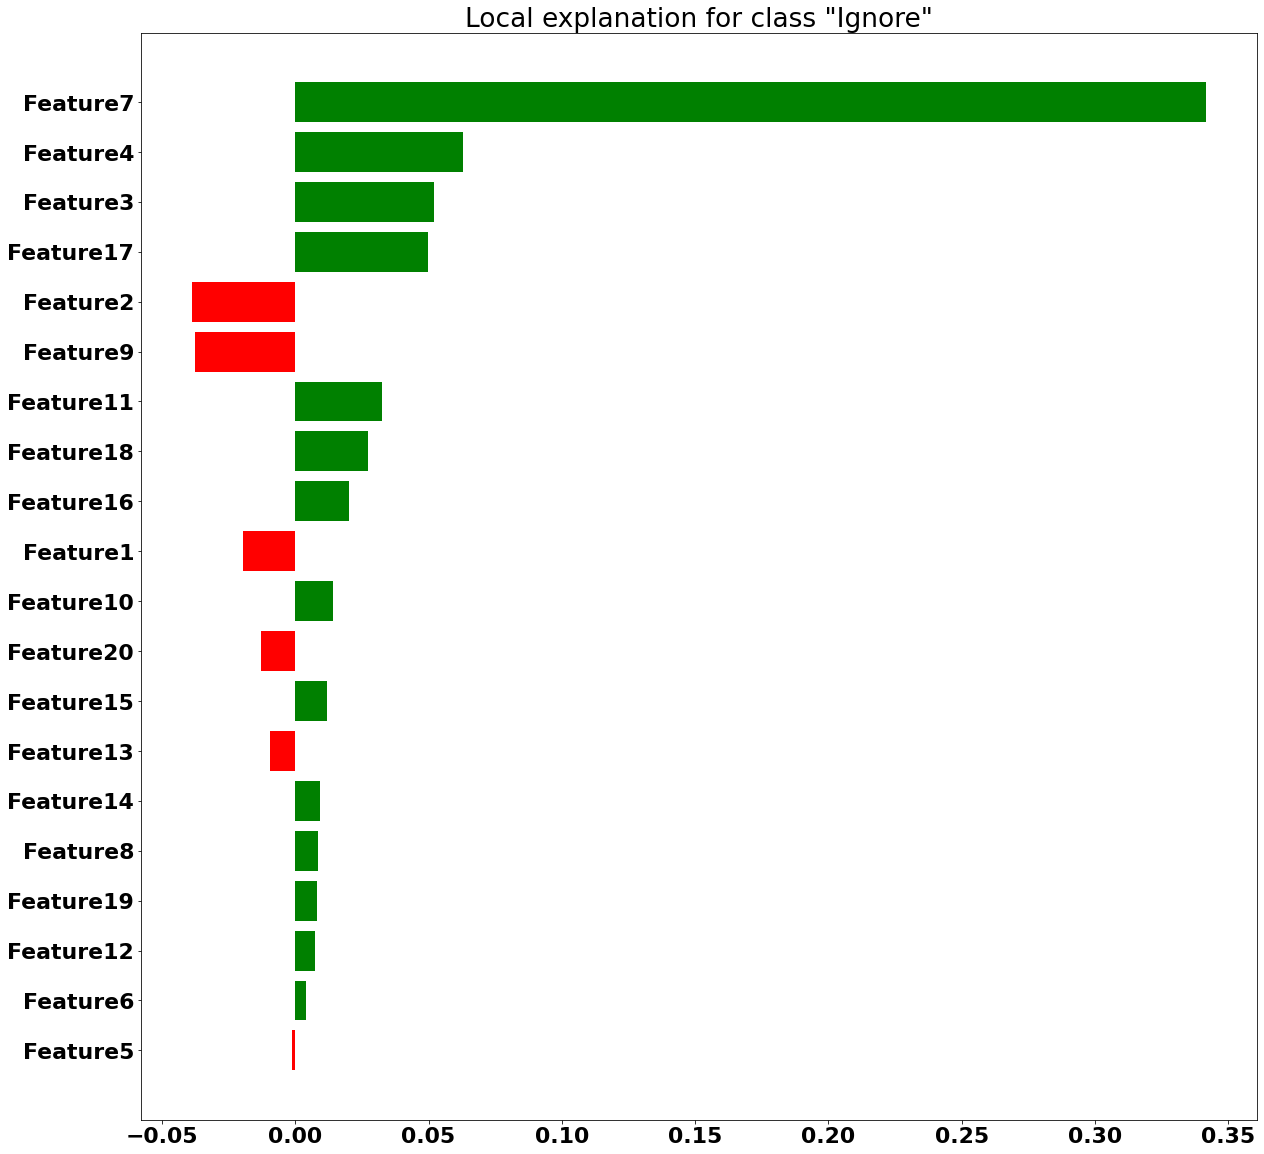 Local explanation for class "Ignore"
Feature7
Feature4
Feature3
Feature17
Feature2
Feature9
Feature11
Feature18
Feature16
Feature1
Feature10
Feature20
Feature15
Feature13
Feature14
Feature8
Feature19
Feature12
Feature6
Feature5
−0.05 0.00 0.05 0.10 0.15 0.20 0.25 0.30 0.35